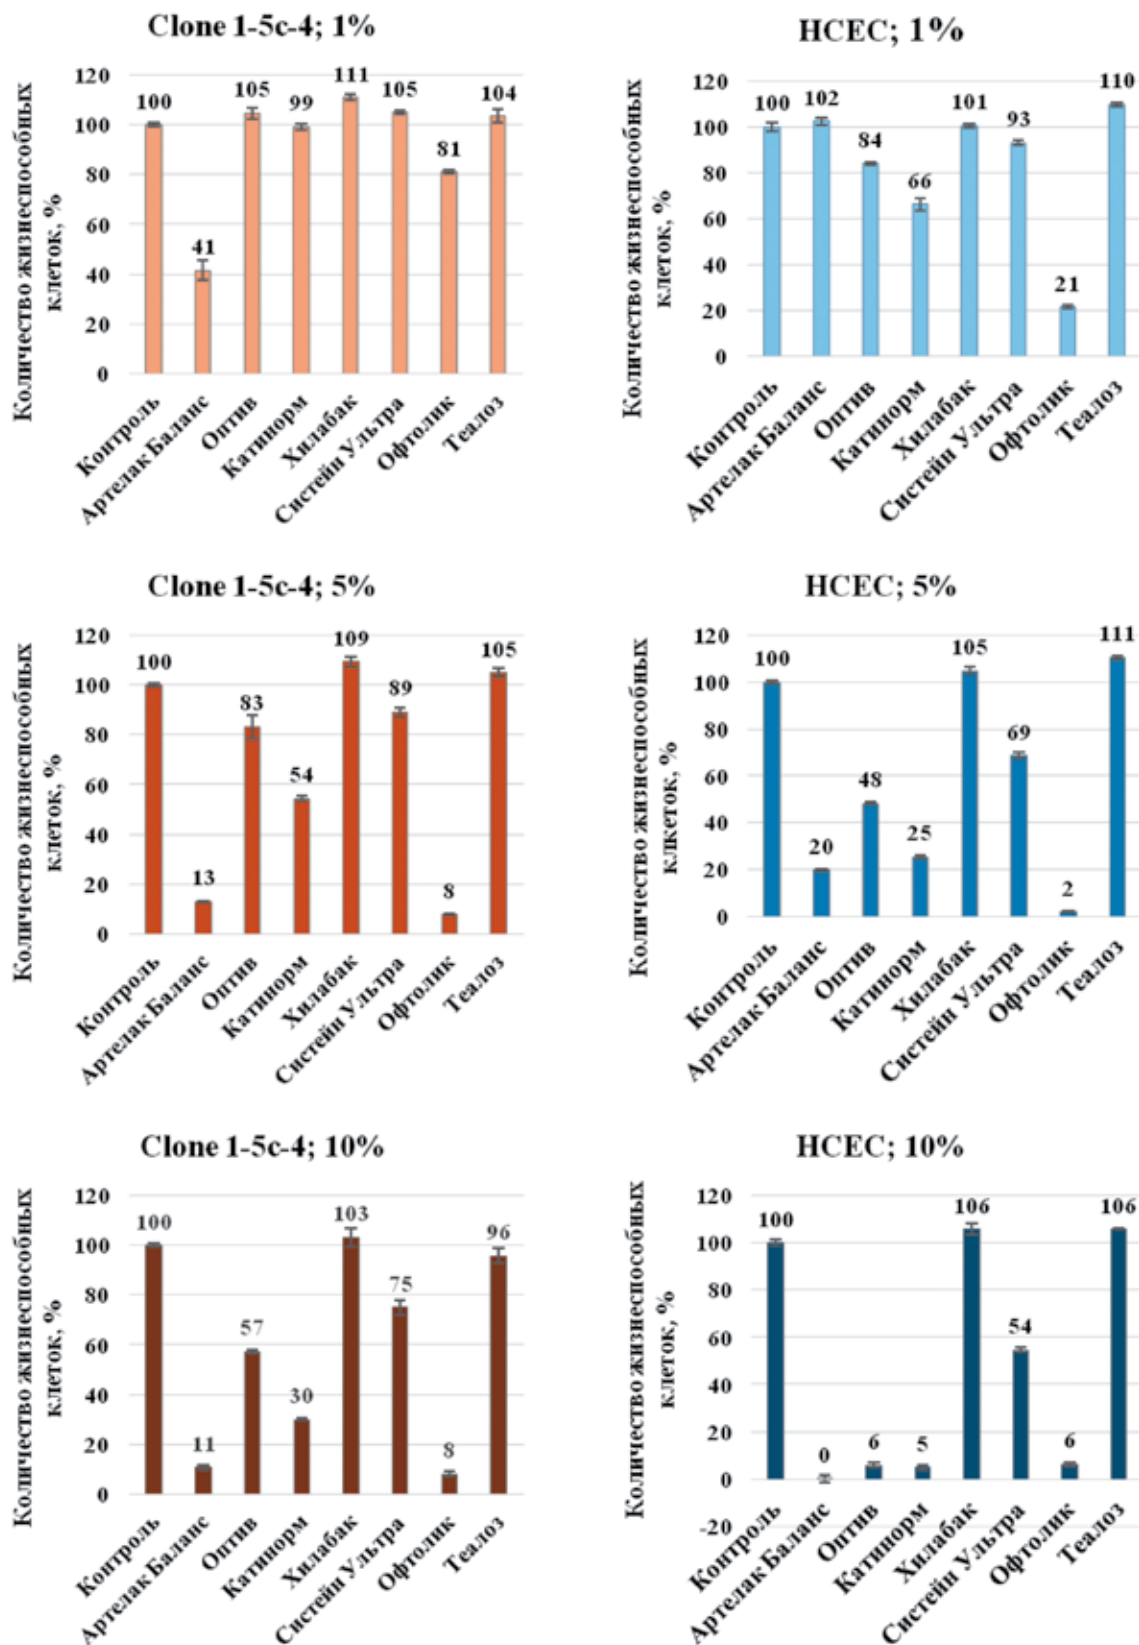 Clone 1-5c-4; 1%
Количество жизнеспособных
клеток, %
120
100
80
60
40
20
0
100
41
105
99
111
105
81
104
Контроль
Артелак Баланс
Оптив
Катинорм
Хилабак
Систейн Ультра
Офтолик
Теалоз
HCEC; 1%
Количество жизнеспособных
клеток, %
120
100
80
60
40
20
0
100
102
84
66
101
93
21
110
Контроль
Артелак Баланс
Оптив
Катинорм
Хилабак
Систейн Ультра
Офтолик
Теалоз
Clone 1-5c-4; 5%
Количество жизнеспособных
клеток, %
120
100
80
60
40
20
0
100
13
83
54
109
89
8
105
Контроль
Артелак Баланс
Оптив
Катинорм
Хилабак
Систейн Ультра
Офтолик
Теалоз
HCEC; 5%
Количество жизнеспособных
клкеток, %
120
100
80
60
40
20
0
100
20
48
25
105
69
2
111
Контроль
Артелак Баланс
Оптив
Катинорм
Хилабак
Систейн Ультра
Офтолик
Теалоз
Clone 1-5c-4; 10%
Количество жизнеспособных
клеток, %
120
100
80
60
40
20
0
100
11
57
30
103
75
8
96
Контроль
Артелак Баланс
Оптив
Катинорм
Хилабак
Систейн Ультра
Офтолик
Теалоз
HCEC; 10%
Количество жизнеспособных
клеток, %
120
100
80
60
40
20
0
-20
100
0
6
5
106
54
6
106
Контроль
Артелак Баланс
Оптив
Катинорм
Хилабак
Систейн Ультра
Офтолик
Теалоз